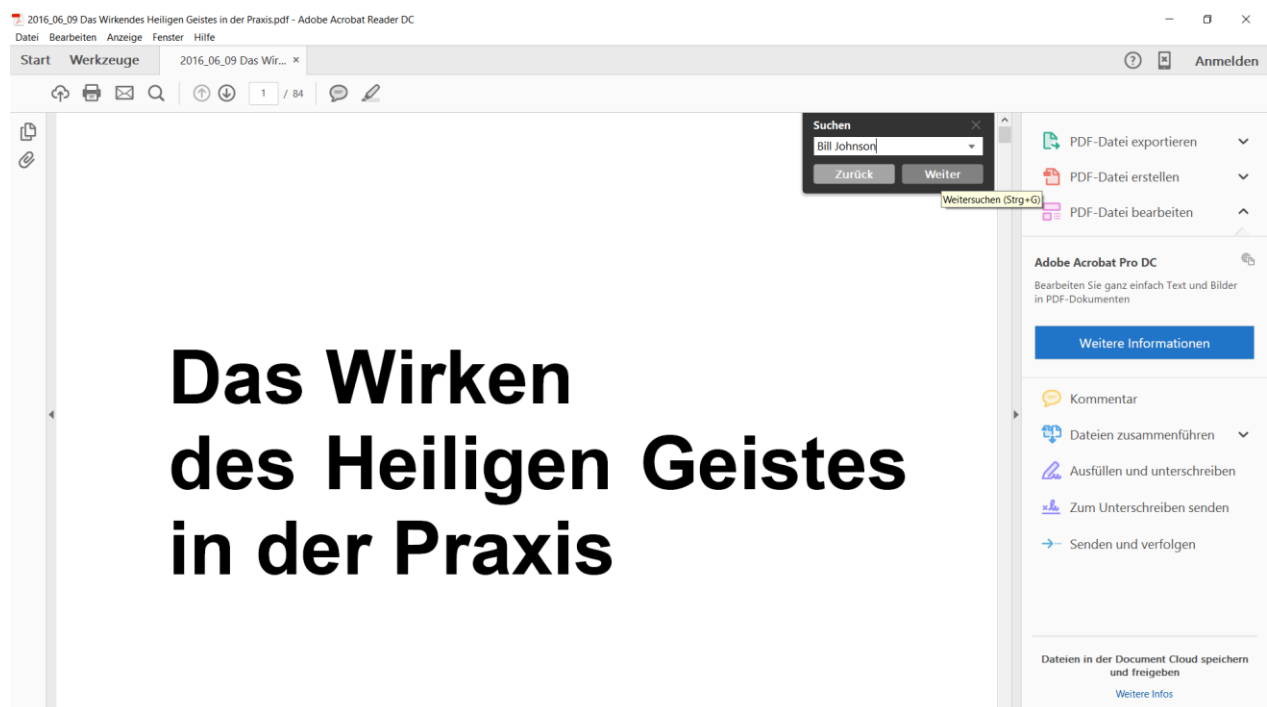 2016_06_09 Das Wirkendes Heiligen Geistes in der Praxis.pdf - Adobe Acrobat Reader DC
Datei Bearbeiten Anzeige Fenster Hilfe
Start Werkzeuge 2016_06_09 Das Wir... × Anmelden
1 / 84
Suchen
Bill Johnson
Zurück Weiter
Weitersuchen (Strg+G)
Das Wirken
des Heiligen Geistes
in der Praxis
PDF-Datei exportieren
PDF-Datei erstellen
PDF-Datei bearbeiten
Adobe Acrobat Pro DC
Bearbeiten Sie ganz einfach Text und Bilder
in PDF-Dokumenten
Weitere Informationen
Kommentar
Dateien zusammenführen
Ausfüllen und unterschreiben
Zum Unterschreiben senden
Senden und verfolgen
Dateien in der Document Cloud speichern
und freigeben
Weitere Infos